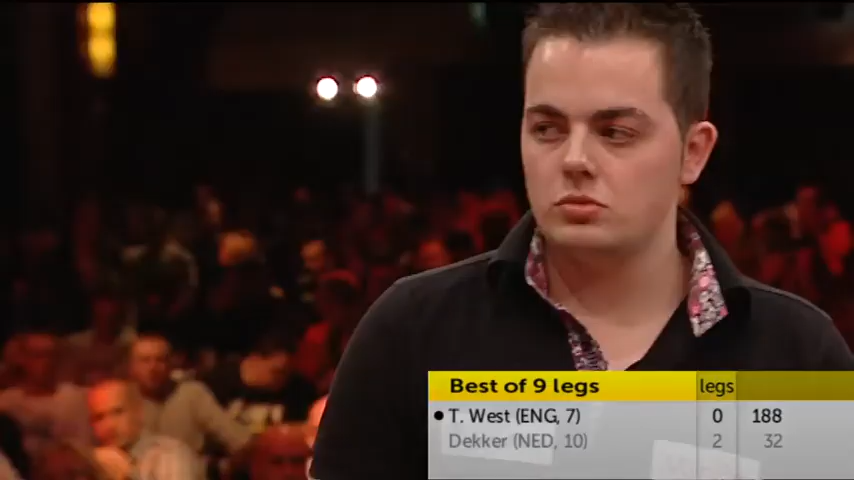 Best of 9 legs legs
T. West (ENG, 7) 0 188
Dekker (NED, 10) 2 32